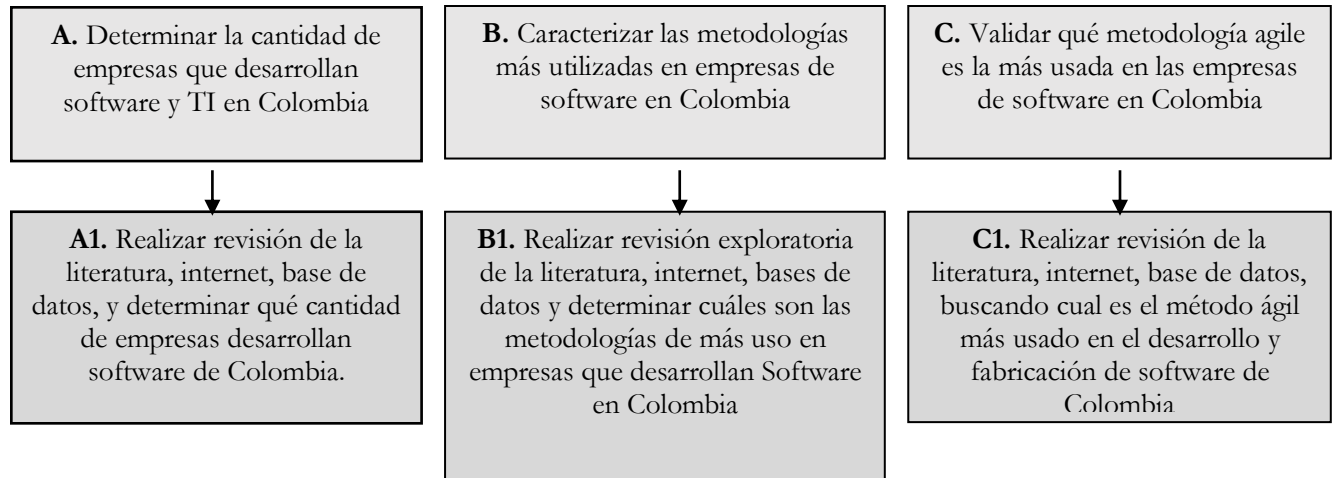 A. Determinar la cantidad de
empresas que desarrollan
software y TI en Colombia
B. Caracterizar las metodologías
más utilizadas en empresas de
software en Colombia
C. Validar qué metodología agile
es la más usada en las empresas
de software en Colombia
A1. Realizar revisión de la
literatura, internet, base de
datos, y determinar qué cantidad
de empresas desarrollan
software de Colombia.
B1. Realizar revisión exploratoria
de la literatura, internet, bases de
datos y determinar cuáles son las
metodologías de más uso en
empresas que desarrollan Software
en Colombia
C1. Realizar revisión de la
literatura, internet, base de datos,
buscando cual es el método ágil
más usado en el desarrollo y
fabricación de software de
Colombia